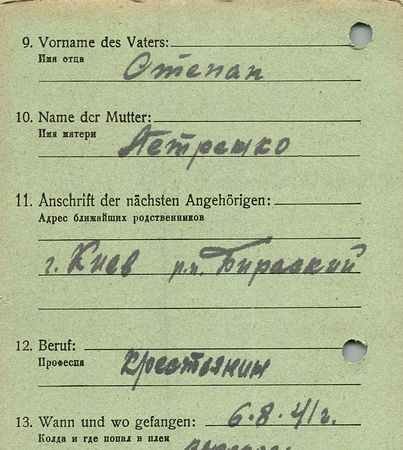 9. Vorname des Vaters:
Имя отца
Степан
10. Name der Mutter:
Имя матери
Петрешко
11. Anschrift der nächsten Angehörigen:
Адрес ближайших родственников
г. Киев
12. Beruf:
Професия
Крестьянин
13. Wann und wo gefangen: 6.8.41г.
Колда и где попал в плен